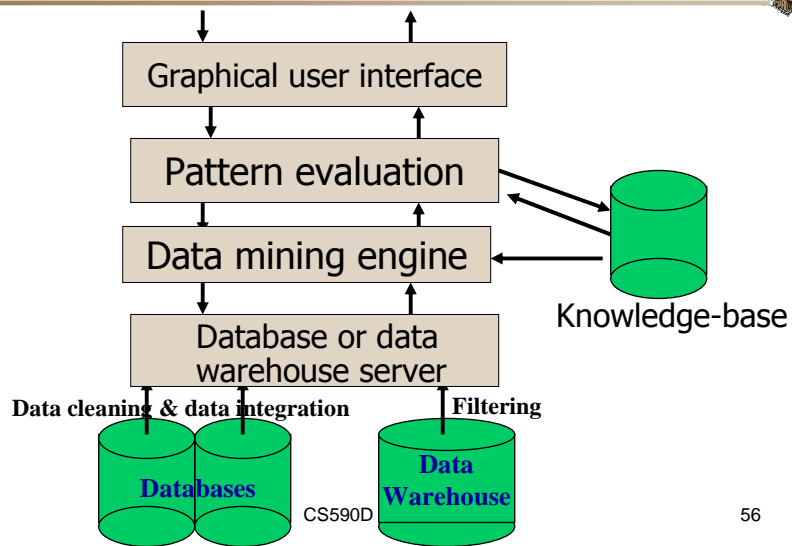 Graphical user interface
Pattern evaluation
Data mining engine
Knowledge-base
Database or data
warehouse server
Data cleaning & data integration
Filtering
Databases
Data
Warehouse
CS590D
56